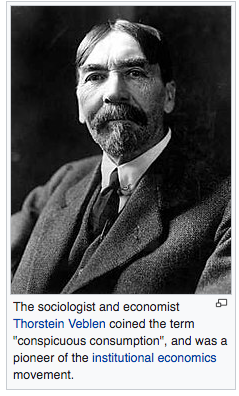 The sociologist and economist
Thorstein Veblen coined the term
"conspicuous consumption", and was a
pioneer of the institutional economics
movement.